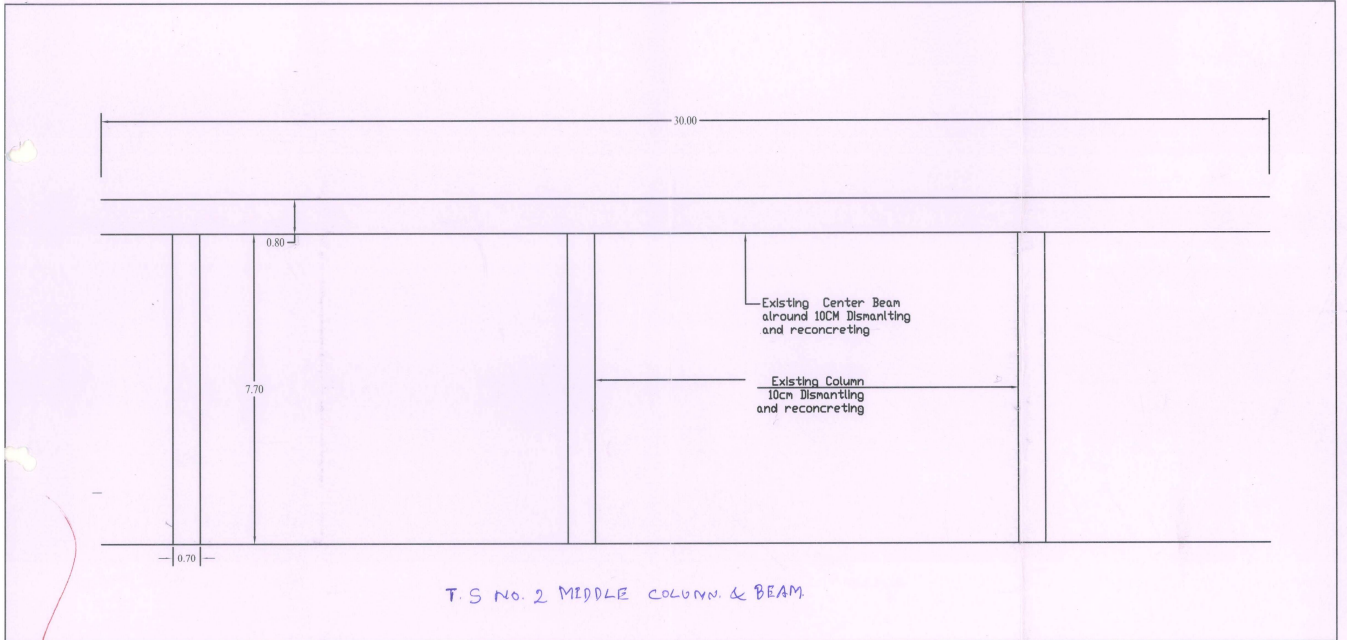 30.00
0.80
Existing Center Beam
alround 10CM Dismanlting
and reconcreting
7.70
Existing Column
10cm Dismantling
and reconcreting
0.70
T. S NO. 2 MIDDLE COLUMN. & BEAM